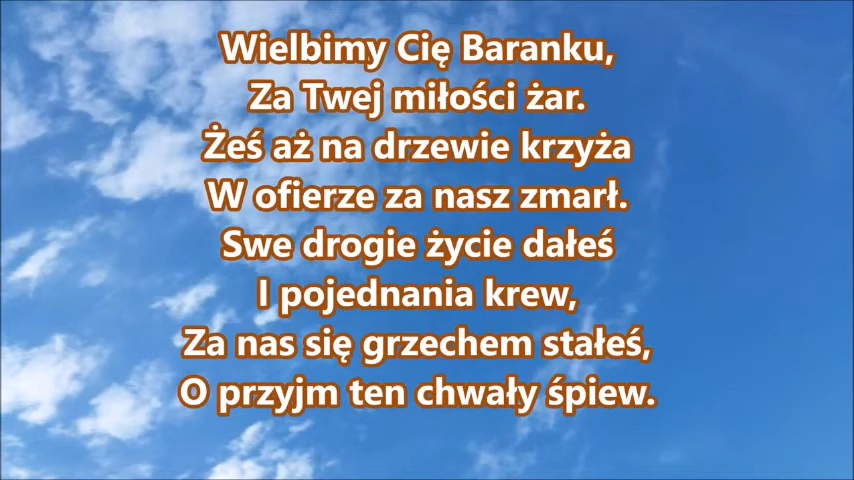 Wielbimy Cię Baranku,
Za Twej miłości żar.
Żeś aż na drzewie krzyża
W ofierze za nasz zmarł.
Swe drogie życie dałeś
I pojednania krew,
Za nas się grzechem stałeś,
O przyjm ten chwały śpiew.